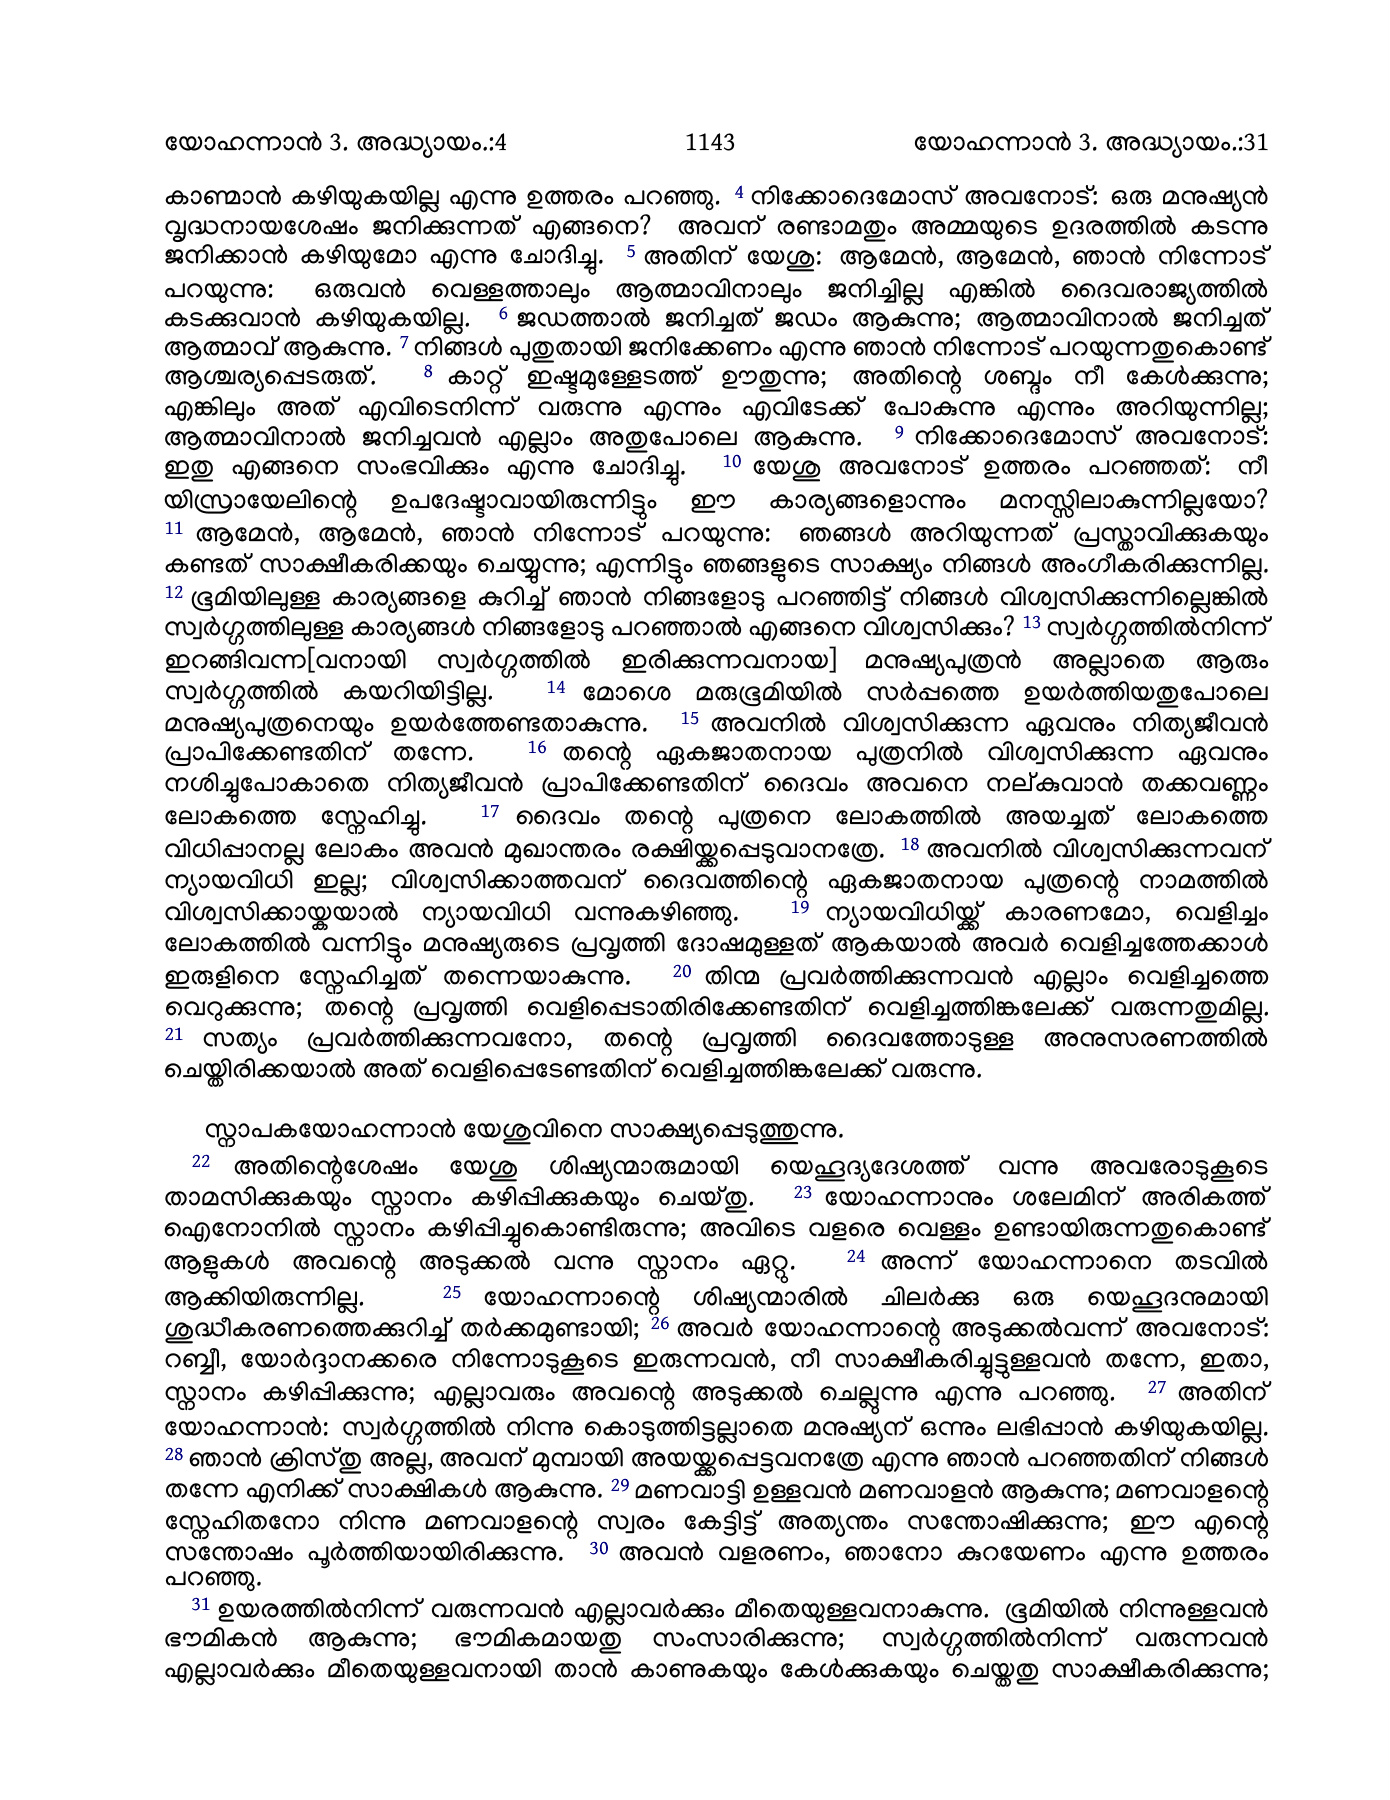 യോഹന്നാൻ 3. അദ്ധ്യായം.:4 1143 യോഹന്നാൻ 3. അദ്ധ്യായം.:31
കാണ്മാൻ കഴിയുകയില്ല എന്നു ഉത്തരം പറഞ്ഞു. 4 നിക്കോദെമോസ് അവനോട്: ഒരു മനുഷ്യൻ
വൃദ്ധനായശേഷം ജനിക്കുന്നത് എങ്ങനെ? അവന് രണ്ടാമതും അമ്മയുടെ ഉദരത്തിൽ കടന്നു
ജനിക്കാൻ കഴിയുമോ എന്നു ചോദിച്ചു. 5 അതിന് യേശു: ആമേൻ, ആമേൻ, ഞാൻ നിന്നോട്
പറയുന്നു: ഒരുവൻ വെള്ളത്താലും ആത്മാവിനാലും ജനിച്ചില്ല എങ്കിൽ ദൈവരാജ്യത്തിൽ
കടക്കുവാൻ കഴിയുകയില്ല. 6 ജഡത്താൽ ജനിച്ചത് ജഡം ആകുന്നു; ആത്മാവിനാൽ ജനിച്ചത്
ആത്മാവ് ആകുന്നു. 7 നിങ്ങൾ പുതുതായി ജനിക്കേണം എന്നു ഞാൻ നിന്നോട് പറയുന്നതുകൊണ്ട്
ആശ്ചര്യപ്പെടരുത്. 8 കാറ്റ് ഇഷ്ടമുള്ളേടത്ത് ഊതുന്നു; അതിന്റെ ശബ്ദം നീ കേൾക്കുന്നു;
എങ്കിലും അത് എവിടെനിന്ന് വരുന്നു എന്നും എവിടേക്ക് പോകുന്നു എന്നും അറിയുന്നില്ല;
ആത്മാവിനാൽ ജനിച്ചവൻ എല്ലാം അതുപോലെ ആകുന്നു. 9 നിക്കോദെമോസ് അവനോട്:
ഇതു എങ്ങനെ സംഭവിക്കും എന്നു ചോദിച്ചു. 10 യേശു അവനോട് ഉത്തരം പറഞ്ഞത്: നീ
യിസ്രായേലിന്റെ ഉപദേഷ്ടാവായിരുന്നിട്ടും ഈ കാര്യങ്ങളൊന്നും മനസ്സിലാകുന്നില്ലയോ?
11 ആമേൻ, ആമേൻ, ഞാൻ നിന്നോട് പറയുന്നു: ഞങ്ങൾ അറിയുന്നത് പ്രസ്താവിക്കുകയും
കണ്ടത് സാക്ഷീകരിക്കയും ചെയ്യുന്നു; എന്നിട്ടും ഞങ്ങളുടെ സാക്ഷ്യം നിങ്ങൾ അംഗീകരിക്കുന്നില്ല.
12 ഭൂമിയിലുള്ള കാര്യങ്ങളെ കുറിച്ച് ഞാൻ നിങ്ങളോടു പറഞ്ഞിട്ട് നിങ്ങൾ വിശ്വസിക്കുന്നില്ലെങ്കിൽ
സ്വർഗ്ഗത്തിലുള്ള കാര്യങ്ങൾ നിങ്ങളോടു പറഞ്ഞാൽ എങ്ങനെ വിശ്വസിക്കും? 13 സ്വർഗ്ഗത്തിൽനിന്ന്
ഇറങ്ങിവന്ന[വനായി സ്വർഗ്ഗത്തിൽ ഇരിക്കുന്നവനായ] മനുഷ്യപുത്രൻ അല്ലാതെ ആരും
സ്വർഗ്ഗത്തിൽ കയറിയിട്ടില്ല. 14 മോശെ മരുഭൂമിയിൽ സർപ്പത്തെ ഉയർത്തിയതുപോലെ
മനുഷ്യപുത്രനെയും ഉയർത്തേണ്ടതാകുന്നു. 15 അവനിൽ വിശ്വസിക്കുന്ന ഏവനും നിത്യജീവൻ
പ്രാപിക്കേണ്ടതിന് തന്നേ. 16 തന്റെ ഏകജാതനായ പുത്രനിൽ വിശ്വസിക്കുന്ന ഏവനും
നശിച്ചുപോകാതെ നിത്യജീവൻ പ്രാപിക്കേണ്ടതിന് ദൈവം അവനെ നല്കുവാൻ തക്കവണ്ണം
ലോകത്തെ സ്നേഹിച്ചു. 17 ദൈവം തന്റെ പുത്രനെ ലോകത്തിൽ അയച്ചത് ലോകത്തെ
വിധിപ്പാനല്ല ലോകം അവൻ മുഖാന്തരം രക്ഷിയ്ക്കപ്പെടുവാനത്രേ. 18 അവനിൽ വിശ്വസിക്കുന്നവന്
ന്യായവിധി ഇല്ല; വിശ്വസിക്കാത്തവന് ദൈവത്തിന്റെ ഏകജാതനായ പുത്രന്റെ നാമത്തിൽ
വിശ്വസിക്കായ്കയാൽ ന്യായവിധി വന്നുകഴിഞ്ഞു. 19 ന്യായവിധിയ്ക്ക് കാരണമോ, വെളിച്ചം
ലോകത്തിൽ വന്നിട്ടും മനുഷ്യരുടെ പ്രവൃത്തി ദോഷമുള്ളത് ആകയാൽ അവർ വെളിച്ചത്തേക്കാൾ
ഇരുളിനെ സ്നേഹിച്ചത് തന്നെയാകുന്നു. 20 തിന്മ പ്രവർത്തിക്കുന്നവൻ എല്ലാം വെളിച്ചത്തെ
വെറുക്കുന്നു; തന്റെ പ്രവൃത്തി വെളിപ്പെടാതിരിക്കേണ്ടതിന് വെളിച്ചത്തിങ്കലേക്ക് വരുന്നതുമില്ല.
21 സത്യം പ്രവർത്തിക്കുന്നവനോ, തന്റെ പ്രവൃത്തി ദൈവത്തോടുള്ള അനുസരണത്തിൽ
ചെയ്തിരിക്കയാൽ അത് വെളിപ്പെടേണ്ടതിന് വെളിച്ചത്തിങ്കലേക്ക് വരുന്നു.
സ്നാപകയോഹന്നാൻ യേശുവിനെ സാക്ഷ്യപ്പെടുത്തുന്നു.
22 അതിന്റെശേഷം യേശു ശിഷ്യന്മാരുമായി യെഹൂദ്യദേശത്ത് വന്നു അവരോടുകൂടെ
താമസിക്കുകയും സ്നാനം കഴിപ്പിക്കുകയും ചെയ്തു. 23 യോഹന്നാനും ശലേമിന് അരികത്ത്
ഐനോനിൽ സ്നാനം കഴിപ്പിച്ചുകൊണ്ടിരുന്നു; അവിടെ വളരെ വെള്ളം ഉണ്ടായിരുന്നതുകൊണ്ട്
ആളുകൾ അവന്റെ അടുക്കൽ വന്നു സ്നാനം ഏറ്റു. 24 അന്ന് യോഹന്നാനെ തടവിൽ
ആക്കിയിരുന്നില്ല. 25 യോഹന്നാന്റെ ശിഷ്യന്മാരിൽ ചിലർക്കു ഒരു യെഹൂദനുമായി
ശുദ്ധീകരണത്തെക്കുറിച്ച് തർക്കമുണ്ടായി; 26 അവർ യോഹന്നാന്റെ അടുക്കൽവന്ന് അവനോട്:
റബ്ബീ, യോർദ്ദാനക്കരെ നിന്നോടുകൂടെ ഇരുന്നവൻ, നീ സാക്ഷീകരിച്ചുട്ടുള്ളവൻ തന്നേ, ഇതാ,
സ്നാനം കഴിപ്പിക്കുന്നു; എല്ലാവരും അവന്റെ അടുക്കൽ ചെല്ലുന്നു എന്നു പറഞ്ഞു. 27 അതിന്
യോഹന്നാൻ: സ്വർഗ്ഗത്തിൽ നിന്നു കൊടുത്തിട്ടല്ലാതെ മനുഷ്യന് ഒന്നും ലഭിപ്പാൻ കഴിയുകയില്ല.
28 ഞാൻ ക്രിസ്തു അല്ല, അവന് മുമ്പായി അയയ്ക്കപ്പെട്ടവനത്രേ എന്നു ഞാൻ പറഞ്ഞതിന് നിങ്ങൾ
തന്നേ എനിക്ക് സാക്ഷികൾ ആകുന്നു. 29 മണവാട്ടി ഉള്ളവൻ മണവാളൻ ആകുന്നു; മണവാളന്റെ
സ്നേഹിതനോ നിന്നു മണവാളന്റെ സ്വരം കേട്ടിട്ട് അത്യന്തം സന്തോഷിക്കുന്നു; ഈ എന്റെ
സന്തോഷം പൂർത്തിയായിരിക്കുന്നു. 30 അവൻ വളരണം, ഞാനോ കുറയേണം എന്നു ഉത്തരം
പറഞ്ഞു.
31 ഉയരത്തിൽനിന്ന് വരുന്നവൻ എല്ലാവർക്കും മീതെയുള്ളവനാകുന്നു. ഭൂമിയിൽ നിന്നുള്ളവൻ
ഭൗമികൻ ആകുന്നു; ഭൗമികമായതു സംസാരിക്കുന്നു; സ്വർഗ്ഗത്തിൽനിന്ന് വരുന്നവൻ
എല്ലാവർക്കും മീതെയുള്ളവനായി താൻ കാണുകയും കേൾക്കുകയും ചെയ്തതു സാക്ഷീകരിക്കുന്നു;